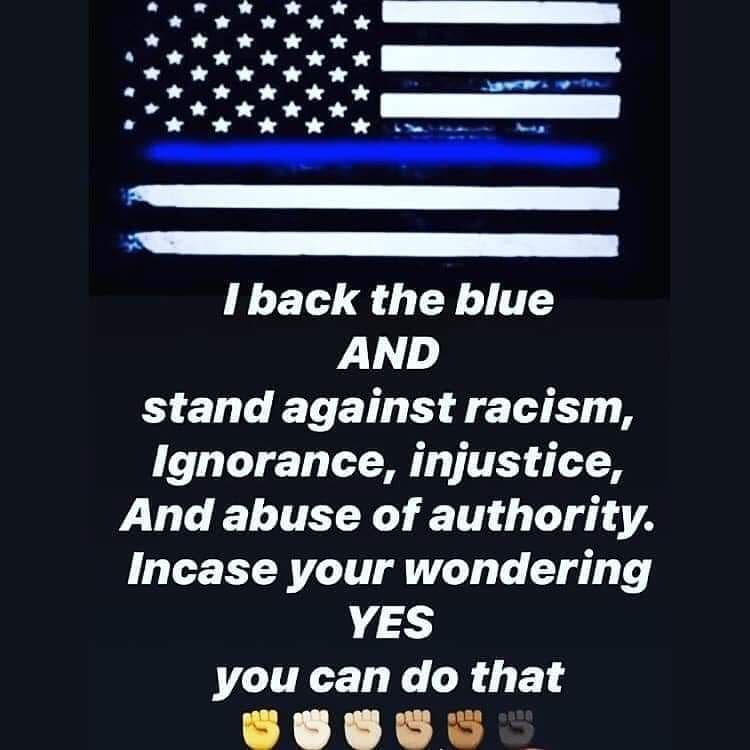 I back the blue
AND
stand against racism,
Ignorance, injustice,
And abuse of authority.
Incase your wondering
YES
you can do that